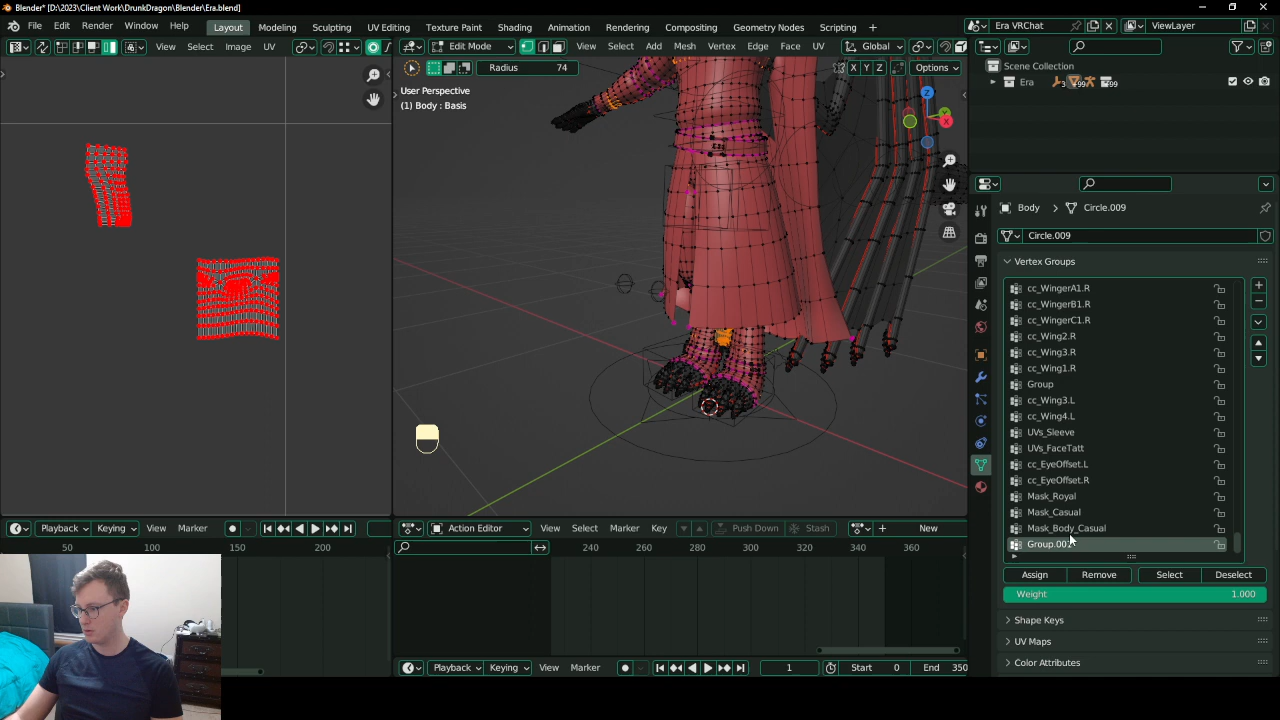 Blender* [D:\2023\Client Work\DrunkDragon\Blender\Era.blend]
File Edit Render Window Help Layout Modeling Sculpting UV Editing Texture Paint Shading Animation Rendering Compositing Geometry Nodes Scripting + Era VRChat ViewLayer
View Select Image UV Edit Mode View Select Add Mesh Vertex Edge Face UV Global
Radius 74 X Y Z Options
User Perspective
(1) Body : Basis
Scene Collection
Era
Body > Circle.009
Circle.009
Vertex Groups
cc_WingerA1.R
cc_WingerB1.R
cc_WingerC1.R
cc_Wing2.R
cc_Wing3.R
cc_Wing1.R
Group
cc_Wing3.L
cc_Wing4.L
UVs_Sleeve
UVs_FaceTatt
cc_EyeOffset.L
cc_EyeOffset.R
Mask_Royal
Mask_Casual
Mask_Body_Casual
Group.001
Assign Remove Select Deselect
Weight 1.000
Shape Keys
UV Maps
Color Attributes
Playback Keying View Marker Action Editor View Select Marker Key Push Down Stash New
50 100 150 200
240 260 280 300 320 340 360
Playback Keying View Marker 1 Start 0 End 350